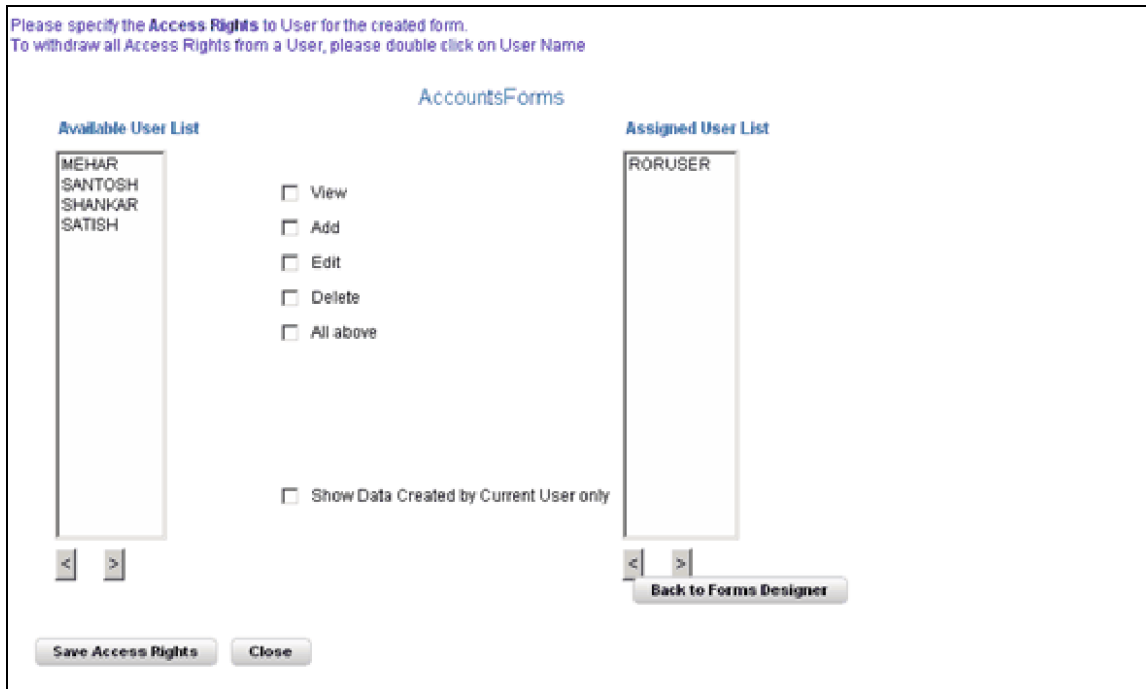 Please specify the Access Rights to User for the created form.
To withdraw all Access Rights from a User, please double click on User Name
AccountsForms
Available User List
Assigned User List
MEHAR
SANTOSH
SHANKAR
SATISH
View
Add
Edit
Delete
All above
Show Data Created by Current User only
RORUSER
< >
< >
Back to Forms Designer
Save Access Rights
Close